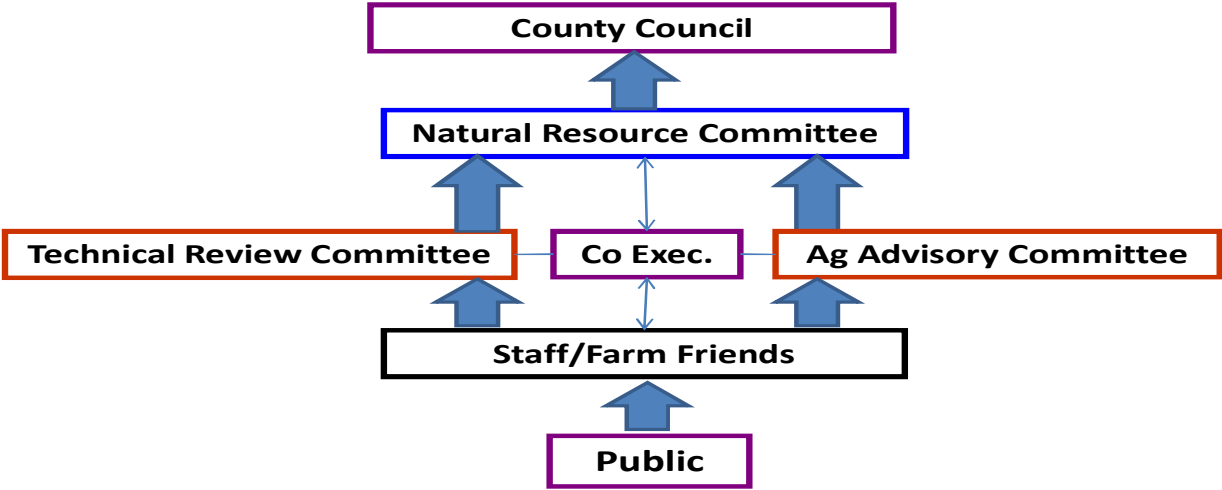 County Council
Natural Resource Committee
Technical Review Committee
Co Exec.
Ag Advisory Committee
Staff/Farm Friends
Public